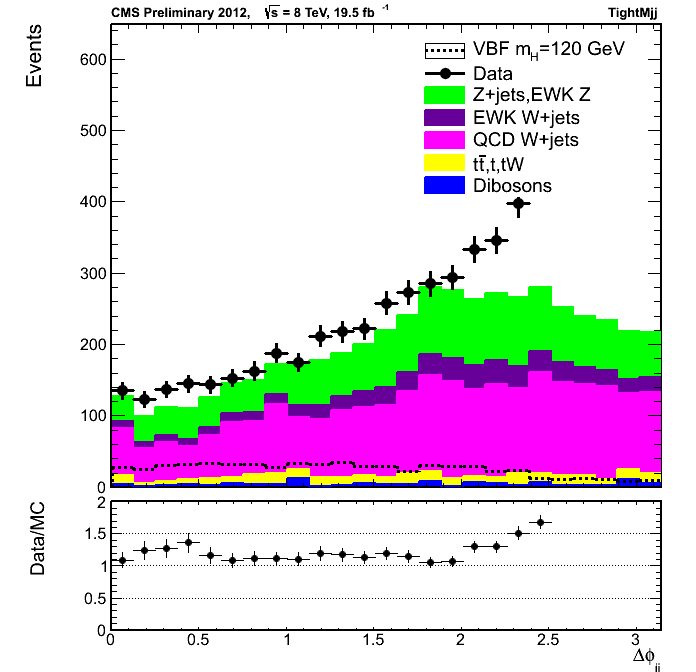 CMS Preliminary 2012, √s = 8 TeV, 19.5 fb⁻¹ TightMjj
Events
600
500
400
300
200
100
0
VBF m_H=120 GeV
Data
Z+jets,EWK Z
EWK W+jets
QCD W+jets
tt̄,t,tW
Dibosons
Data/MC
2
1.5
1
0.5
0
0 0.5 1 1.5 2 2.5 3
Δφ_jj